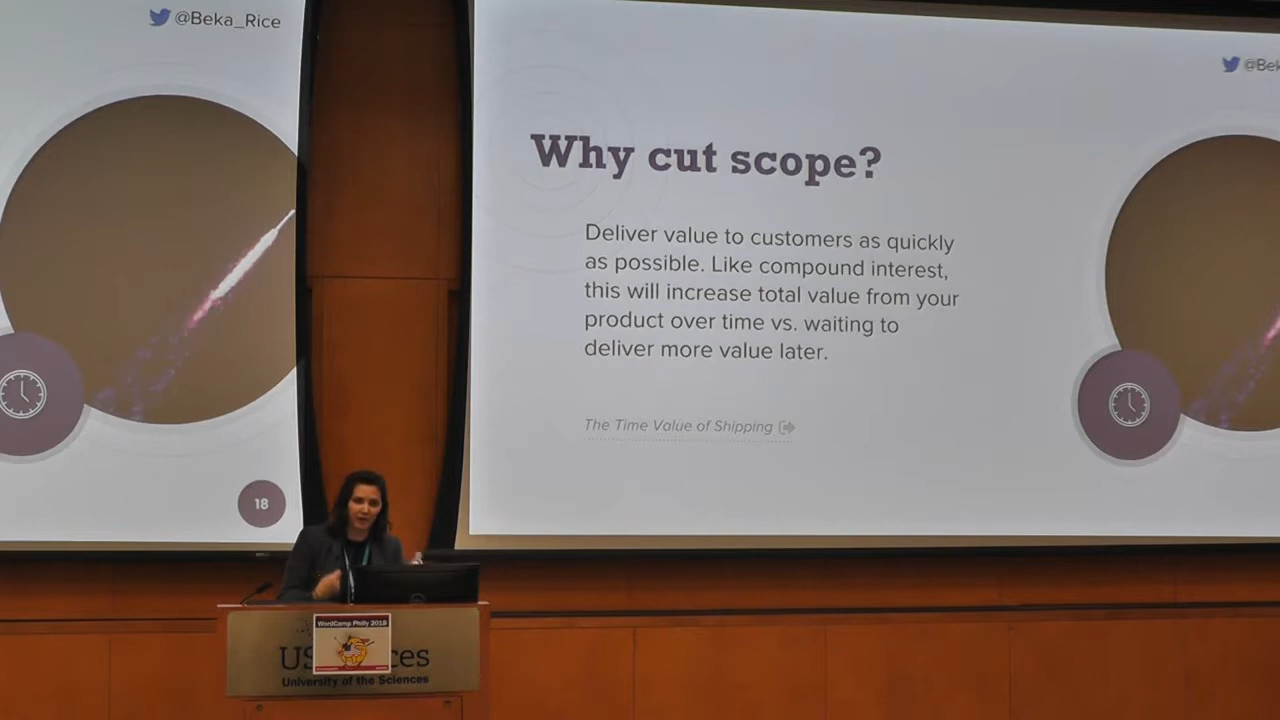 @Beka_Rice
18
Why cut scope?
Deliver value to customers as quickly
as possible. Like compound interest,
this will increase total value from your
product over time vs. waiting to
deliver more value later.
The Time Value of Shipping
WordCamp Philly 2018
University of the Sciences